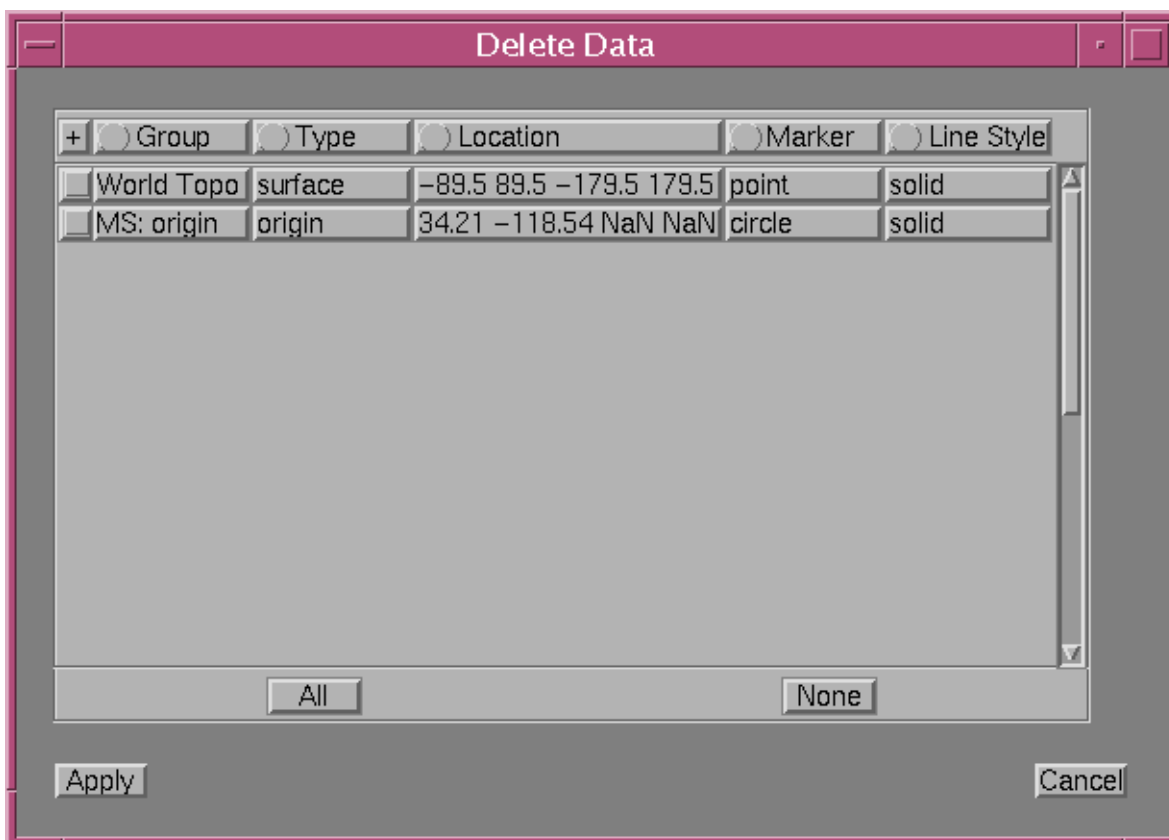 Delete Data
+ Group Type Location Marker Line Style
World Topo surface −89.5 89.5 −179.5 179.5 point solid
MS: origin origin 34.21 −118.54 NaN NaN circle solid
All None
Apply Cancel